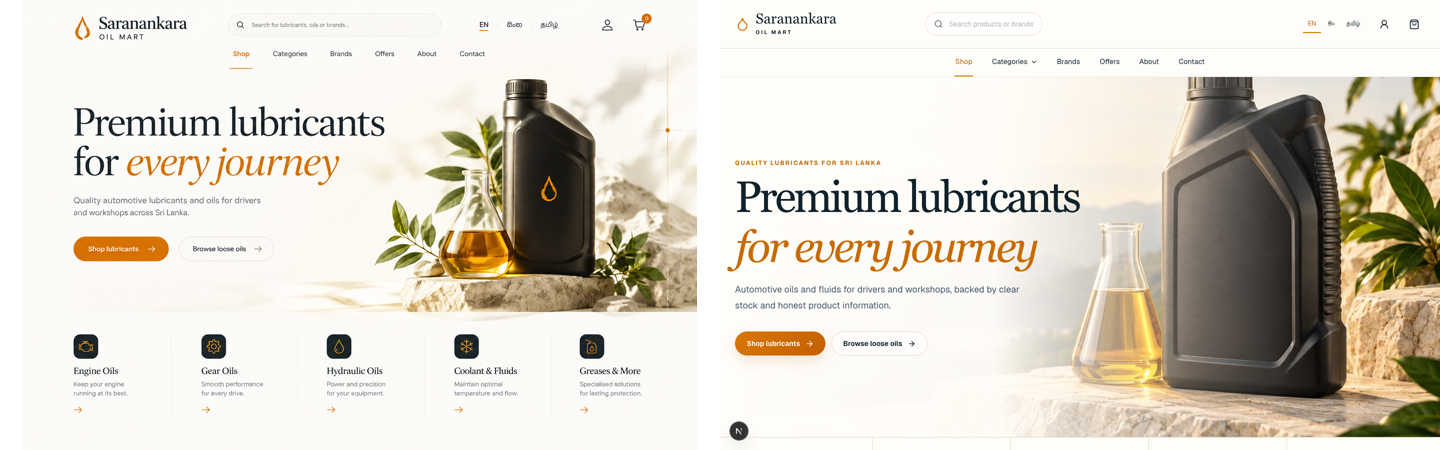 Saranankara
OIL MART
Search for lubricants, oils or brands...
EN
සිංහල
தமிழ்
0
Shop
Categories
Brands
Offers
About
Contact
Premium lubricants
for every journey
Quality automotive lubricants and oils for drivers
and workshops across Sri Lanka.
Shop lubricants
Browse loose oils
Engine Oils
Keep your engine
running at its best.
Gear Oils
Smooth performance
for every drive.
Hydraulic Oils
Power and precision
for your equipment.
Coolant & Fluids
Maintain optimal
temperature and flow.
Greases & More
Specialised solutions
for lasting protection.
Saranankara
OIL MART
Search products or brands
EN
සිං
தமிழ்
Shop
Categories
Brands
Offers
About
Contact
QUALITY LUBRICANTS FOR SRI LANKA
Premium lubricants
for every journey
Automotive oils and fluids for drivers and workshops, backed by clear
stock and honest product information.
Shop lubricants
Browse loose oils
N